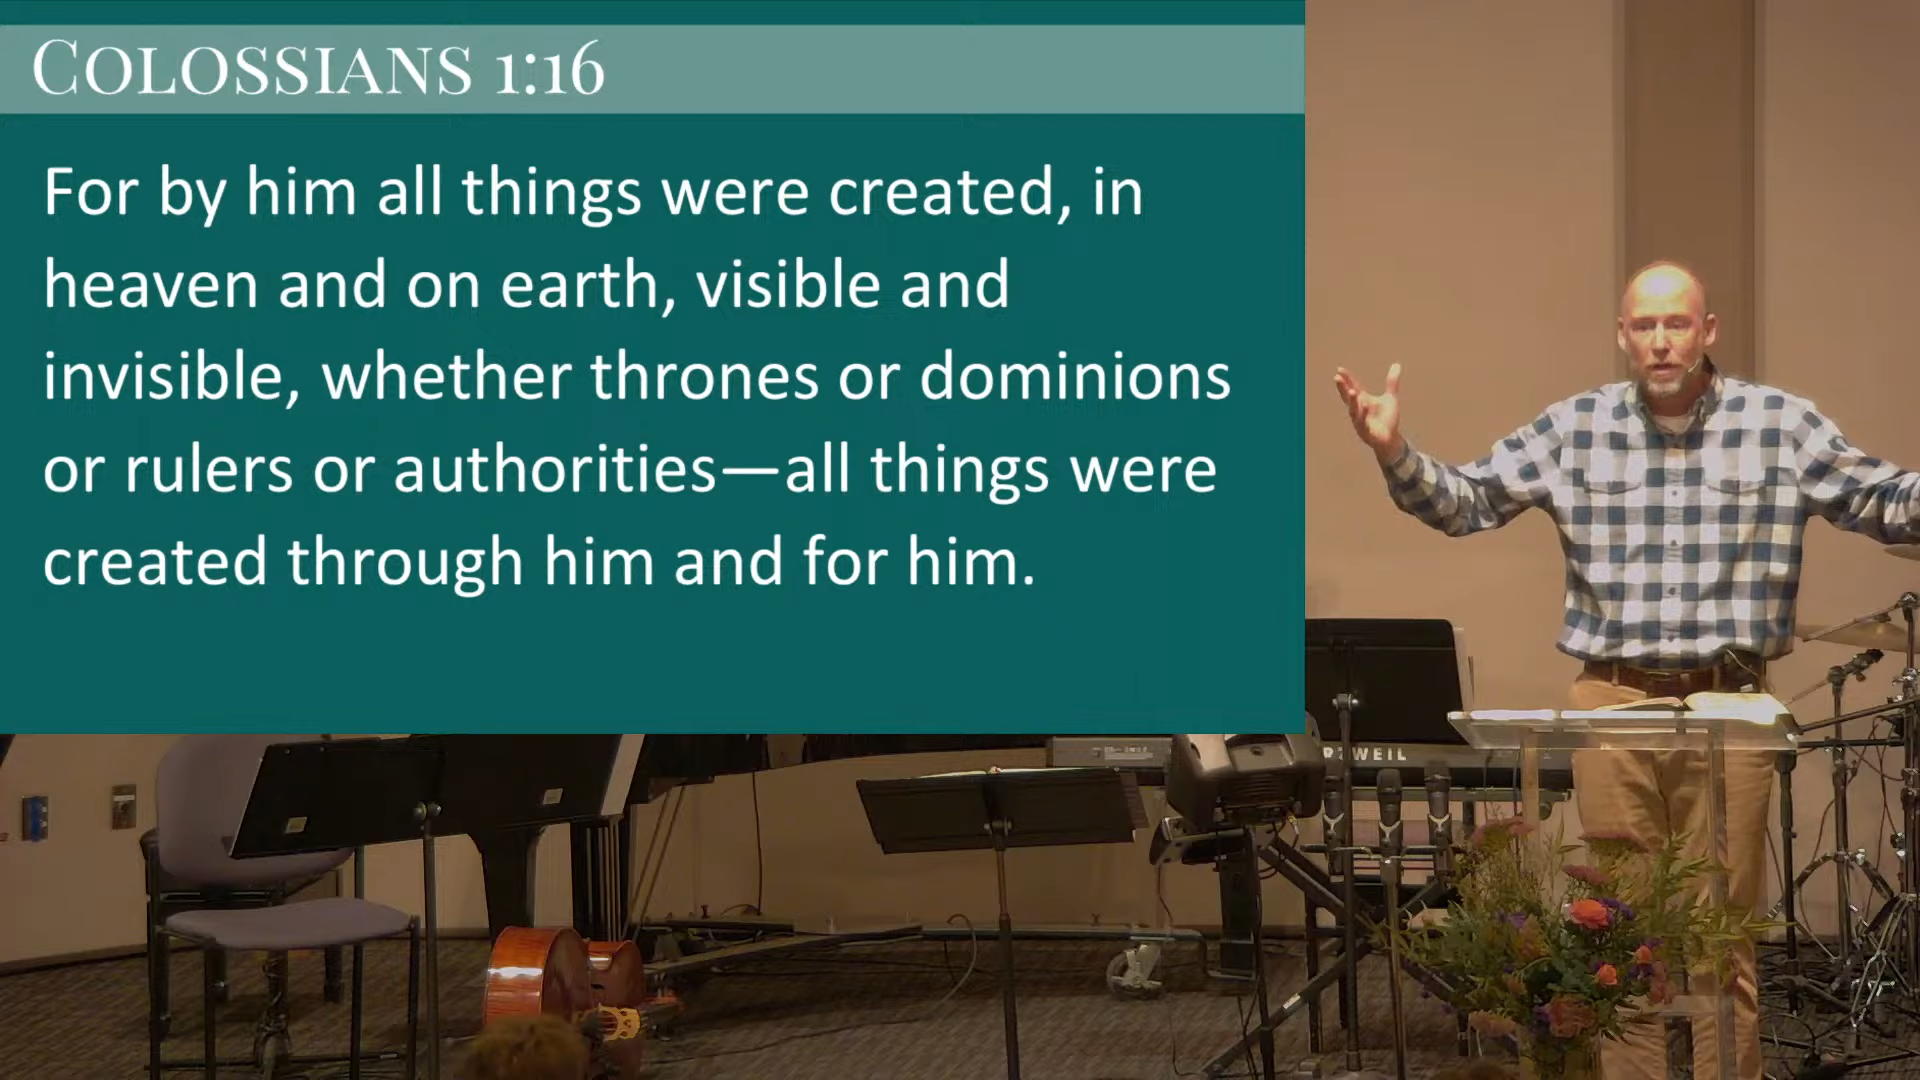 Colossians 1:16
For by him all things were created, in
heaven and on earth, visible and
invisible, whether thrones or dominions
or rulers or authorities—all things were
created through him and for him.
RZWEIL